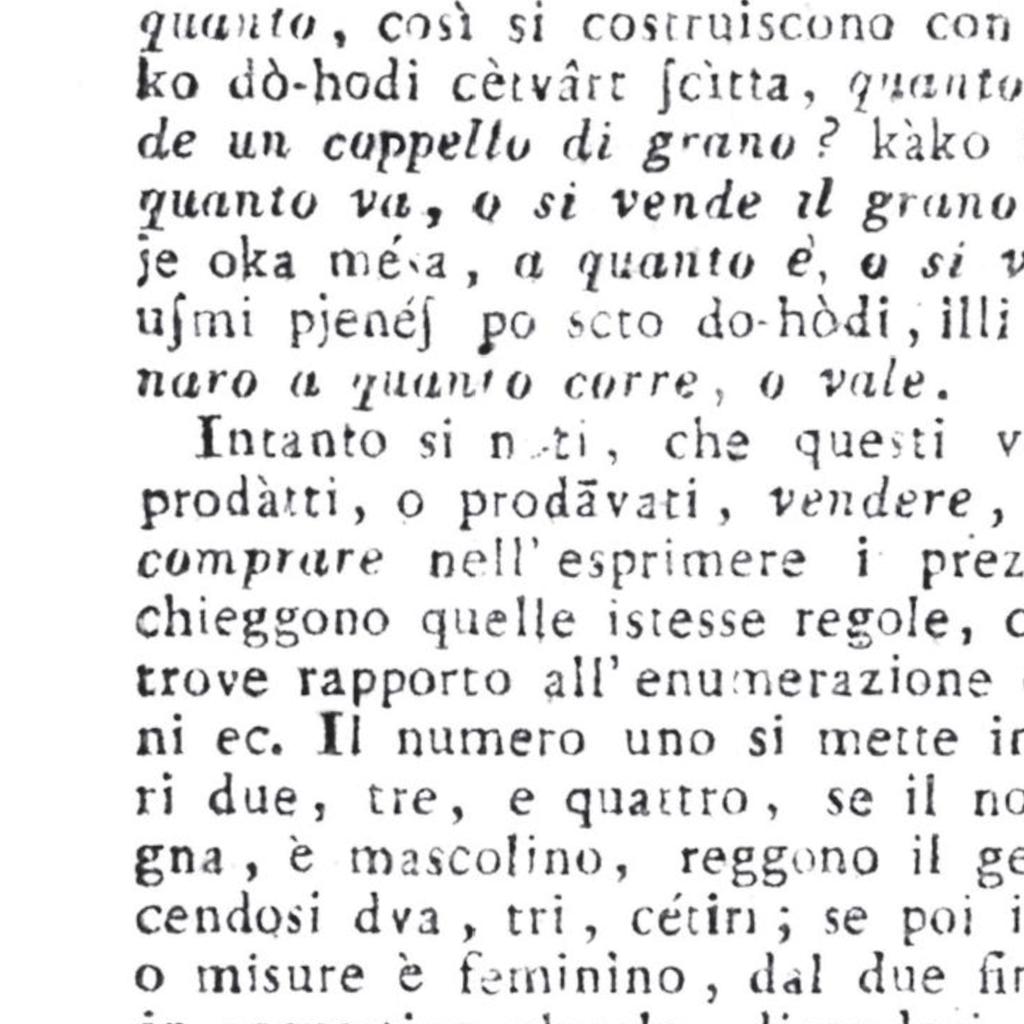 quanto, così si costruiscono con
ko dò-hodi cètvârt ſcìtta, quanto
de un coppello di grano? kàko
quanto va, o si vende il grano
je oka mésa, a quanto è, o si v
uſmi pjenéſ po scto do-hòdi, illi
naro a quanto corre, o vale.
Intanto si noti, che questi v
prodàtti, o prodāvati, vendere,
comprare nell'esprimere i prez
chieggono quelle istesse regole, c
trove rapporto all'enumerazione
ni ec. Il numero uno si mette in
ri due, tre, e quattro, se il no
gna, è mascolino, reggono il ge
cendosi dva, tri, cétiri; se poi i
o misure è feminino, dal due fin